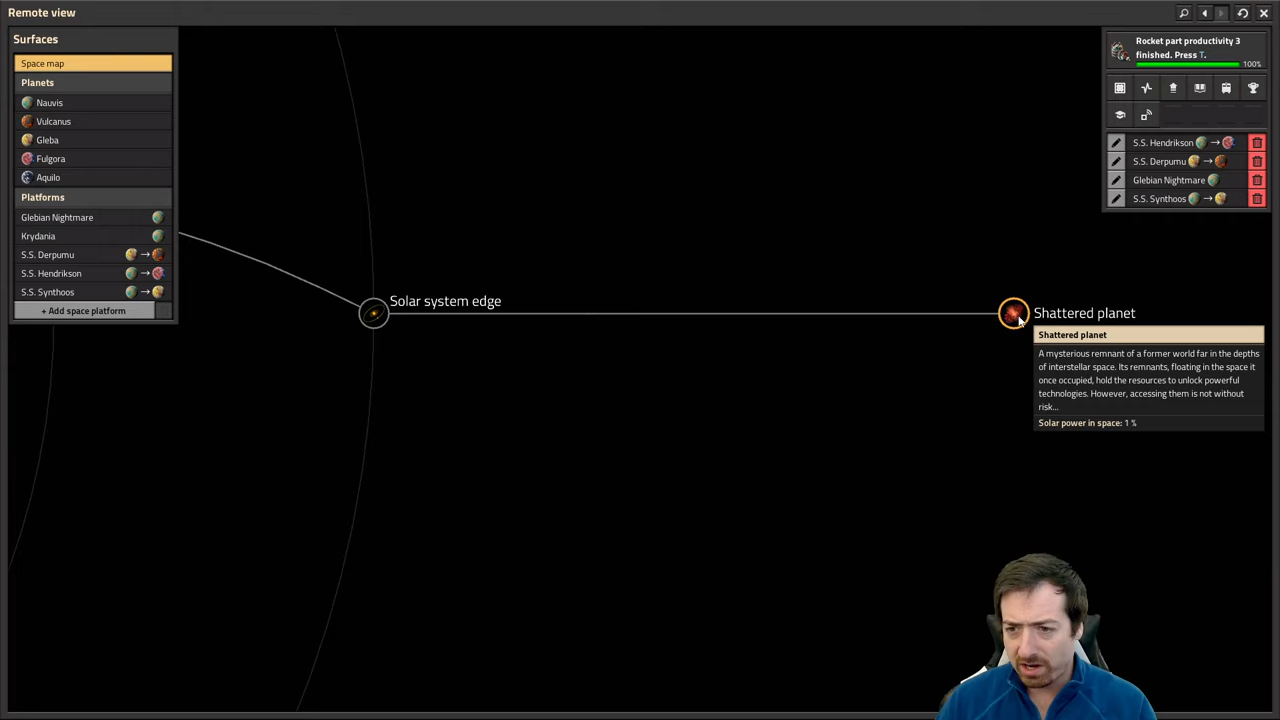 Remote view
Surfaces
Space map
Planets
Nauvis
Vulcanus
Gleba
Fulgora
Aquilo
Platforms
Glebian Nightmare
Krydania
S.S. Derpumu →
S.S. Hendrikson →
S.S. Synthoos →
+ Add space platform
Solar system edge
Shattered planet
Shattered planet
A mysterious remnant of a former world far in the depths
of interstellar space. Its remnants, floating in the space it
once occupied, hold the resources to unlock powerful
technologies. However, accessing them is not without
risk...
Solar power in space: 1 %
Rocket part productivity 3
finished. Press T.
100%
S.S. Hendrikson →
S.S. Derpumu →
Glebian Nightmare
S.S. Synthoos →